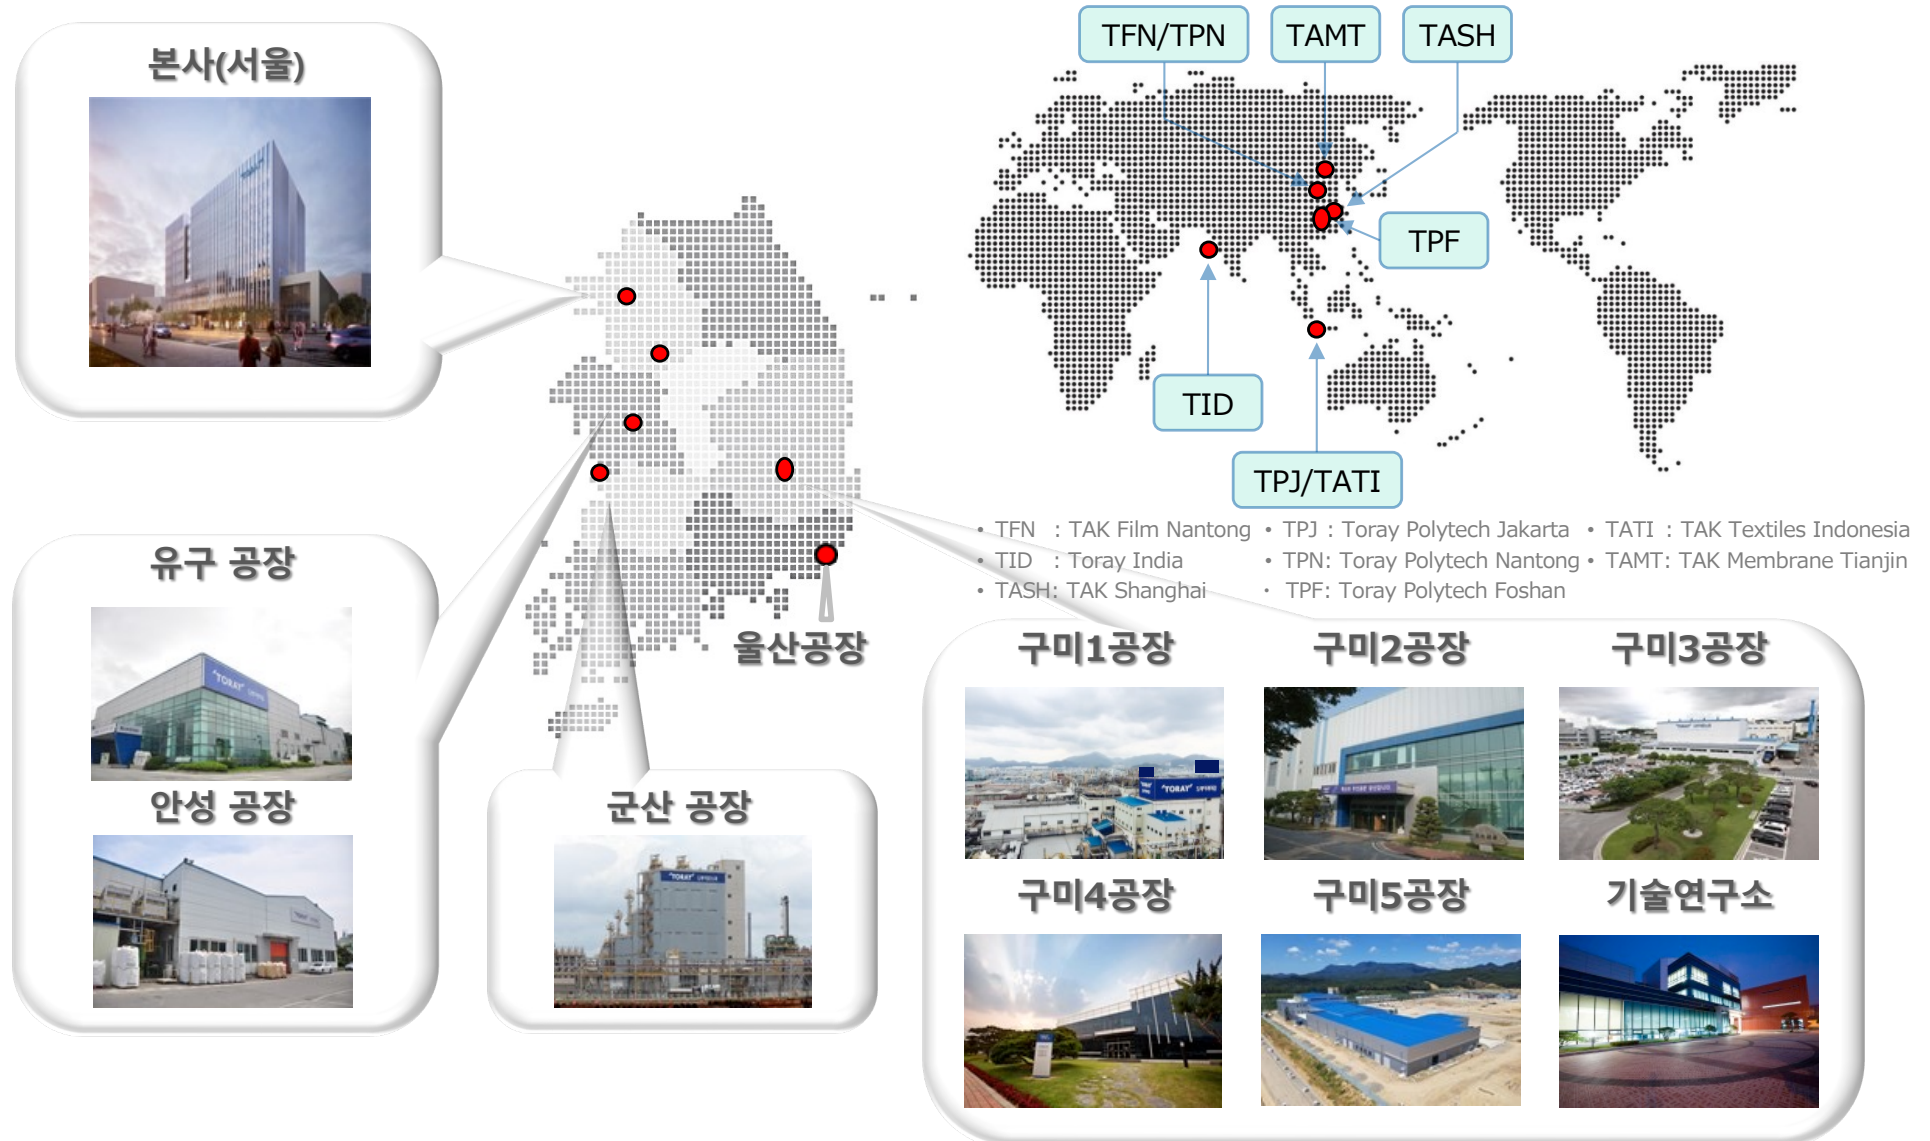 본사(서울)
TFN/TPN
TAMT
TASH
TPF
TID
TPJ/TATI
• TFN : TAK Film Nantong • TPJ : Toray Polytech Jakarta • TATI : TAK Textiles Indonesia
• TID : Toray India • TPN: Toray Polytech Nantong • TAMT: TAK Membrane Tianjin
• TASH: TAK Shanghai • TPF: Toray Polytech Foshan
유구 공장
TORAY
안성 공장
TORAY
군산 공장
TORAY
울산공장
구미1공장
구미2공장
구미3공장
TORAY
구미4공장
구미5공장
기술연구소